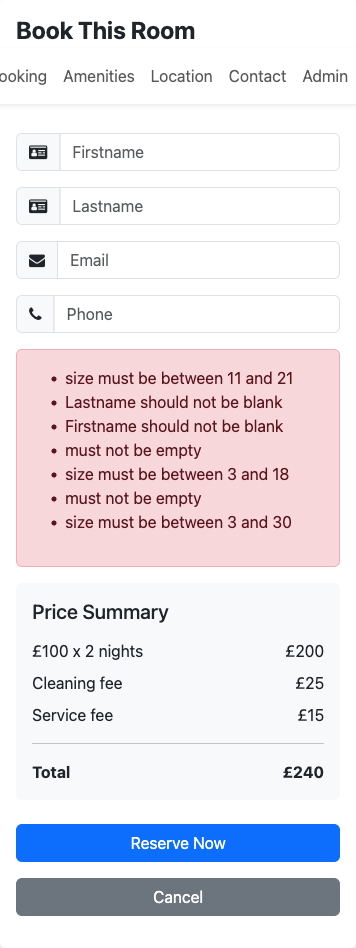 Book This Room
ooking Amenities Location Contact Admin
Firstname
Lastname
Email
Phone
• size must be between 11 and 21
• Lastname should not be blank
• Firstname should not be blank
• must not be empty
• size must be between 3 and 18
• must not be empty
• size must be between 3 and 30
Price Summary
£100 x 2 nights £200
Cleaning fee £25
Service fee £15
Total £240
Reserve Now
Cancel